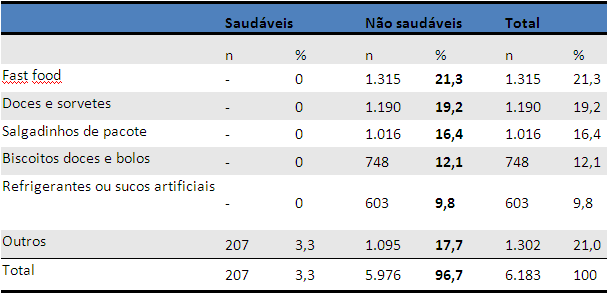 Saudáveis Não saudáveis Total
n % n % n %
Fast food - 0 1.315 21,3 1.315 21,3
Doces e sorvetes - 0 1.190 19,2 1.190 19,2
Salgadinhos de pacote - 0 1.016 16,4 1.016 16,4
Biscoitos doces e bolos - 0 748 12,1 748 12,1
Refrigerantes ou sucos artificiais - 0 603 9,8 603 9,8
Outros 207 3,3 1.095 17,7 1.302 21,0
Total 207 3,3 5.976 96,7 6.183 100